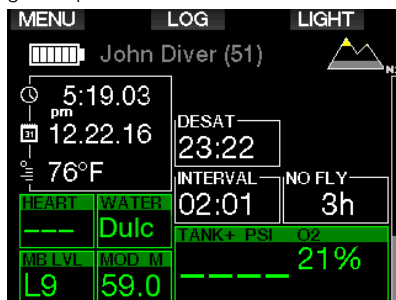 MENU LOG LIGHT
John Diver (51)
5:19.03
pm
31 12.22.16
76°F
DESAT
23:22
INTERVAL NO FLY
02:01 3h
HEART WATER
--- Dulc
TANK+ PSI O2
---- 21%
MB LVL MOD M
L9 59.0